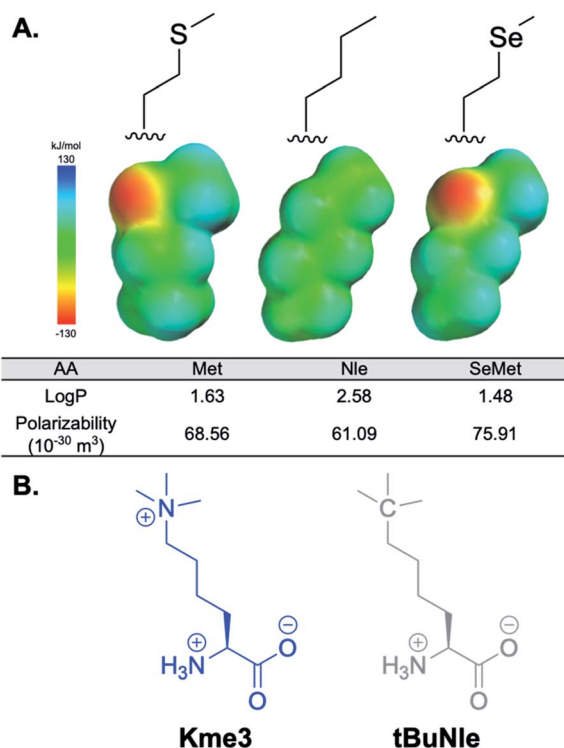 A.
S
Se
kJ/mol
130
-130
AA Met Nle SeMet
LogP 1.63 2.58 1.48
Polarizability
(10⁻³⁰ m³) 68.56 61.09 75.91
B.
N
⊕
C
⊕
H₃N
O
⊖
O
⊕
H₃N
O
⊖
O
Kme3 tBuNle